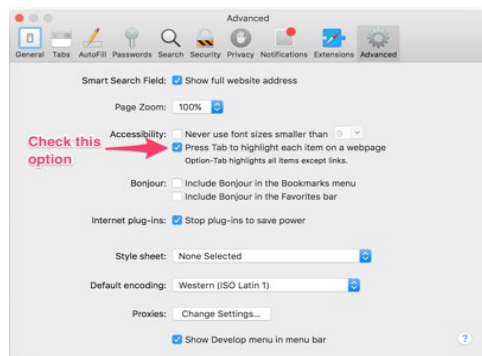 Advanced
General Tabs AutoFill Passwords Search Security Privacy Notifications Extensions Advanced
Smart Search Field: Show full website address
Page Zoom: 100%
Accessibility: Never use font sizes smaller than 9
Check this
option
Press Tab to highlight each item on a webpage
Option-Tab highlights all items except links.
Bonjour: Include Bonjour in the Bookmarks menu
Include Bonjour in the Favorites bar
Internet plug-ins: Stop plug-ins to save power
Style sheet: None Selected
Default encoding: Western (ISO Latin 1)
Proxies: Change Settings...
Show Develop menu in menu bar
?